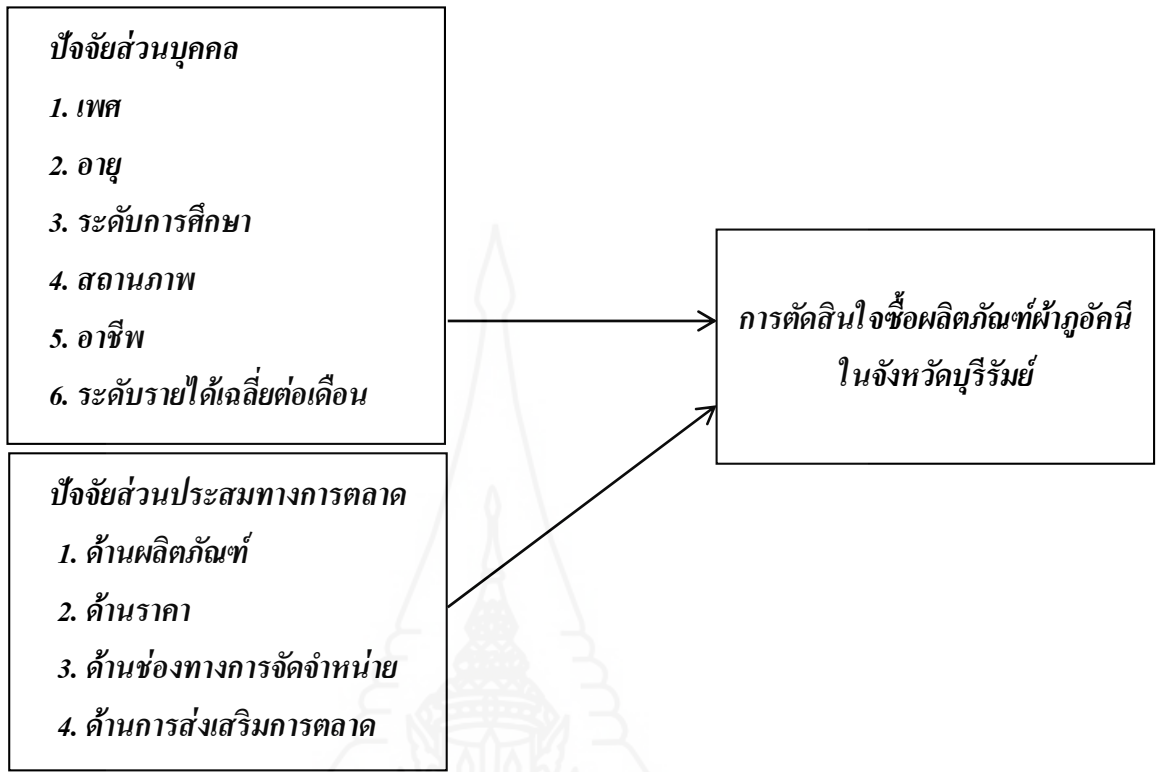 ปัจจัยส่วนบุคคล
1. เพศ
2. อายุ
3. ระดับการศึกษา
4. สถานภาพ
5. อาชีพ
6. ระดับรายได้เฉลี่ยต่อเดือน
ปัจจัยส่วนประสมทางการตลาด
1. ด้านผลิตภัณฑ์
2. ด้านราคา
3. ด้านช่องทางการจัดจำหน่าย
4. ด้านการส่งเสริมการตลาด
การตัดสินใจซื้อผลิตภัณฑ์ผ้าภูอัคนี
ในจังหวัดบุรีรัมย์